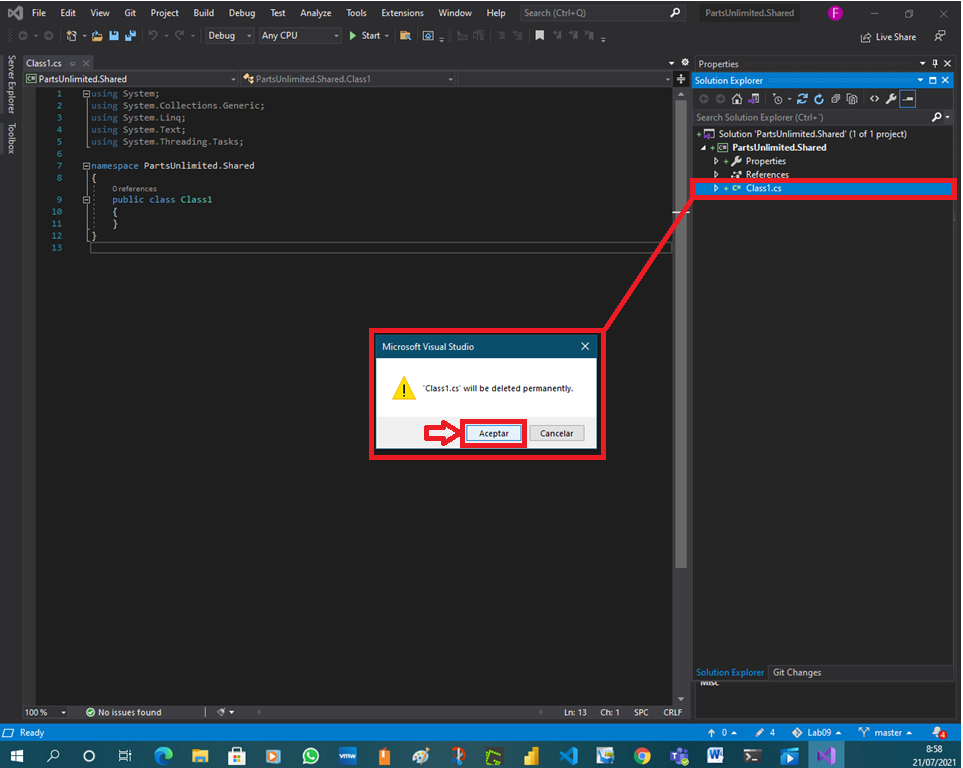 File Edit View Git Project Build Debug Test Analyze Tools Extensions Window Help Search (Ctrl+Q) PartsUnlimited.Shared F
Debug Any CPU Start Live Share
Server Explorer
Toolbox
Class1.cs
PartsUnlimited.Shared PartsUnlimited.Shared.Class1
1 using System;
2 using System.Collections.Generic;
3 using System.Linq;
4 using System.Text;
5 using System.Threading.Tasks;
6
7 namespace PartsUnlimited.Shared
8 {
0 references
9 public class Class1
10 {
11 }
12 }
13
Properties
Solution Explorer
Search Solution Explorer (Ctrl+´)
Solution 'PartsUnlimited.Shared' (1 of 1 project)
PartsUnlimited.Shared
Properties
References
Class1.cs
Microsoft Visual Studio
'Class1.cs' will be deleted permanently.
Aceptar Cancelar
Solution Explorer Git Changes
Misc
100 % No issues found Ln: 13 Ch: 1 SPC CRLF
Ready 0 4 Lab09 master 4
vmw
8:58
21/07/2021